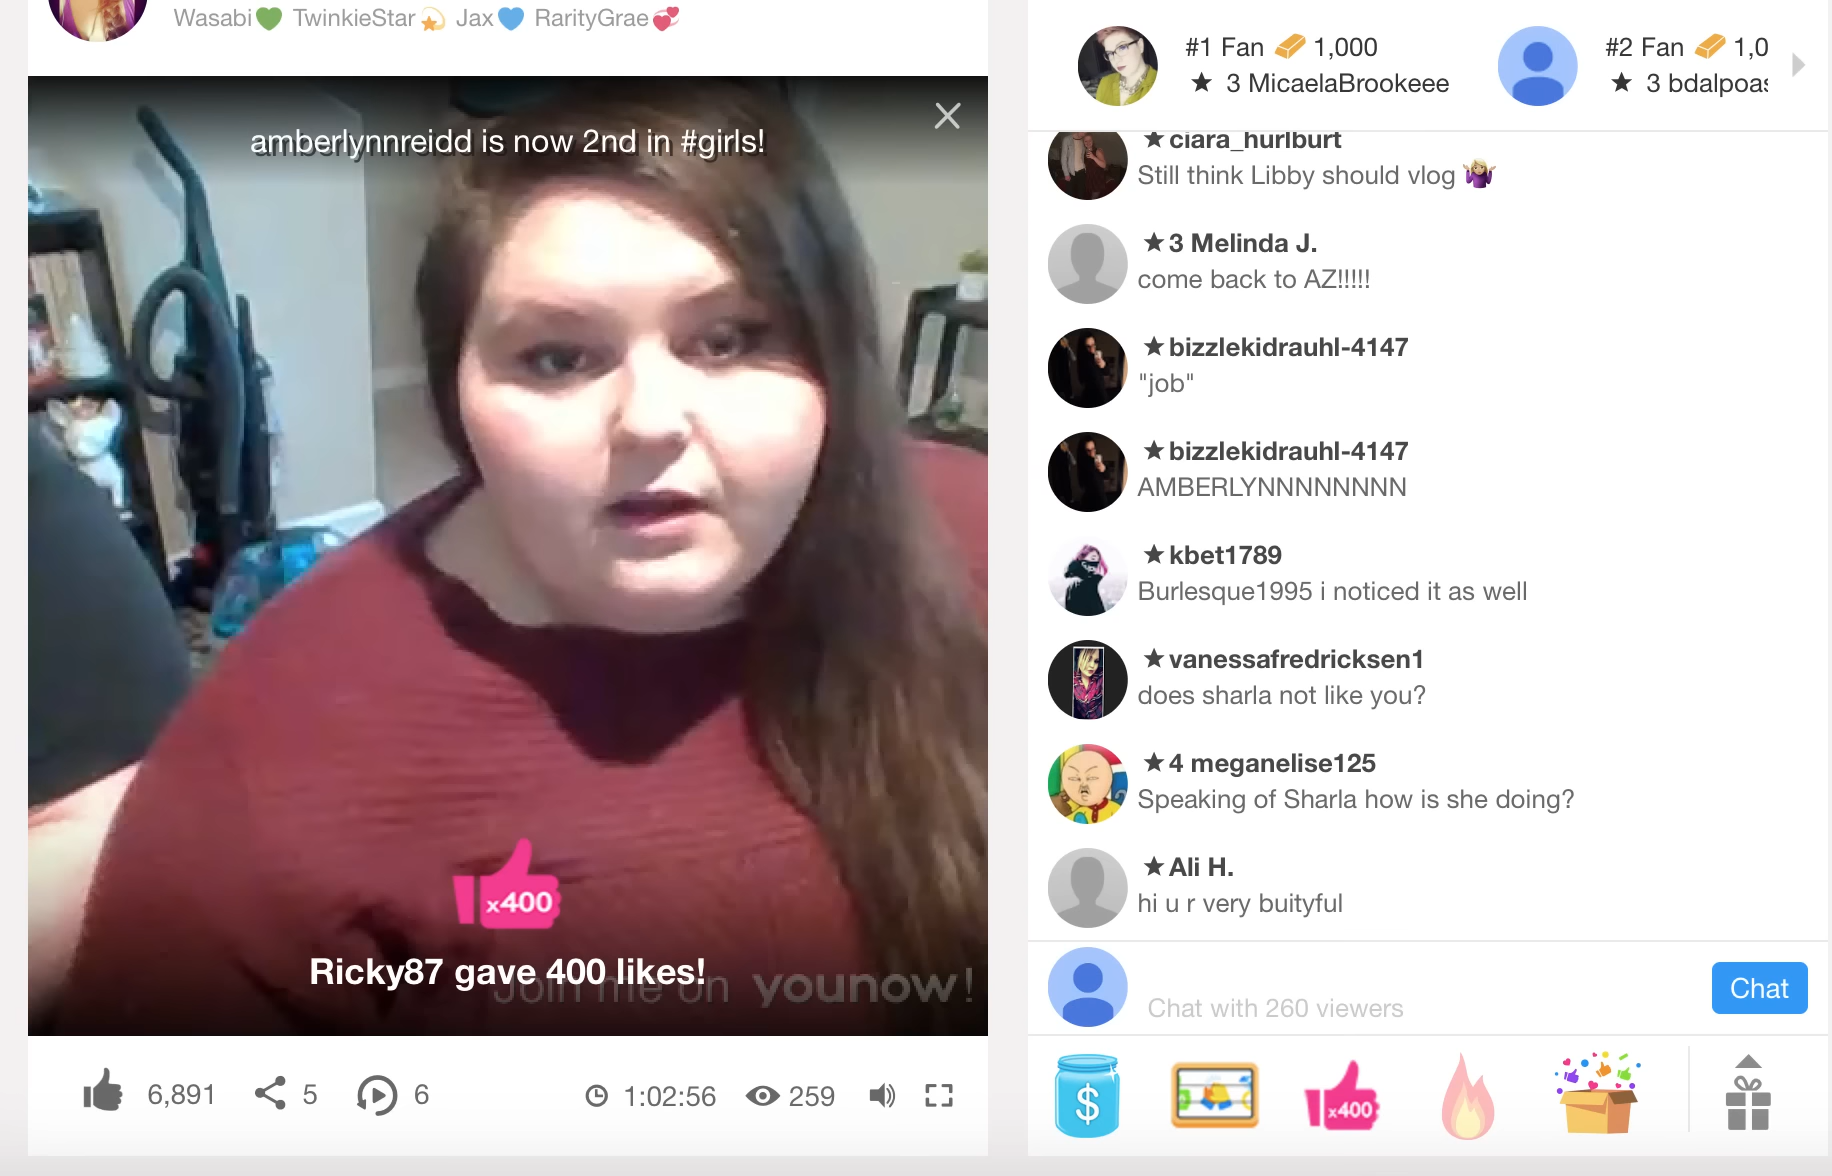 Wasabi💚 TwinkieStar💫 Jax💙 RarityGrae💞
amberlynnreidd is now 2nd in #girls!
x400
Ricky87 gave 400 likes!
Join me on younow!
6,891 5 6 1:02:56 259
#1 Fan 1,000
★ 3 MicaelaBrookeee
#2 Fan 1,0
★ 3 bdalpoas
★ ciara_hurlburt
Still think Libby should vlog 🤷🏼‍♀️
★ 3 Melinda J.
come back to AZ!!!!!
★ bizzlekidrauhl-4147
"job"
★ bizzlekidrauhl-4147
AMBERLYNNNNNNNN
★ kbet1789
Burlesque1995 i noticed it as well
★ vanessafredricksen1
does sharla not like you?
★ 4 meganelise125
Speaking of Sharla how is she doing?
★ Ali H.
hi u r very buityful
Chat with 260 viewers
Chat
$
x400